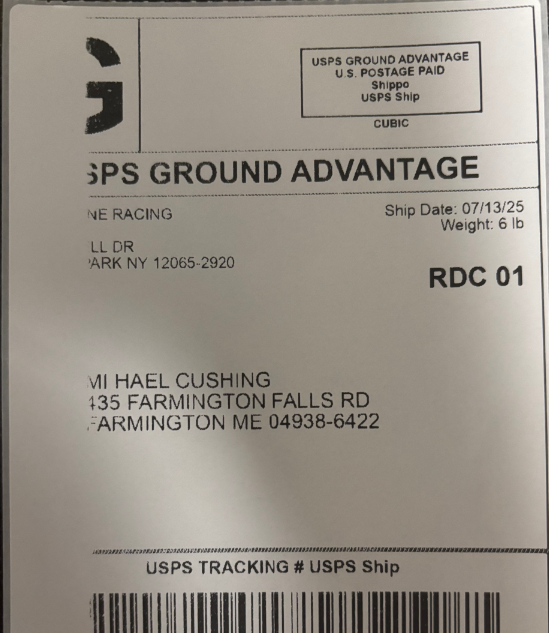 G
USPS GROUND ADVANTAGE
U.S. POSTAGE PAID
Shippo
USPS Ship
CUBIC
SPS GROUND ADVANTAGE
NE RACING
Ship Date: 07/13/25
Weight: 6 lb
LL DR
ARK NY 12065-2920
RDC 01
MI HAEL CUSHING
435 FARMINGTON FALLS RD
FARMINGTON ME 04938-6422
USPS TRACKING # USPS Ship